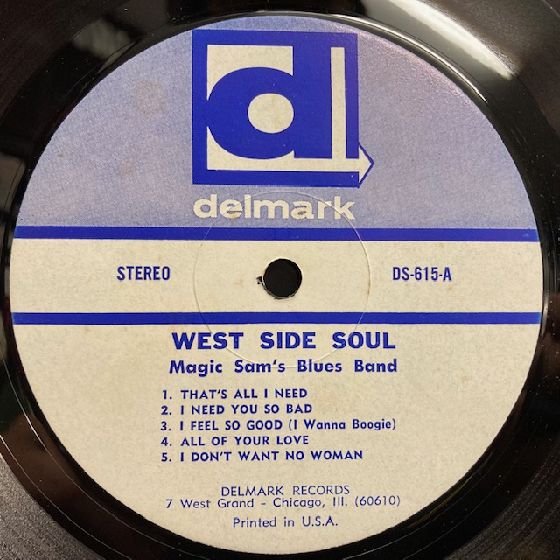 d
delmark
STEREO DS-615-A
WEST SIDE SOUL
Magic Sam's Blues Band
1. THAT'S ALL I NEED
2. I NEED YOU SO BAD
3. I FEEL SO GOOD (I Wanna Boogie)
4. ALL OF YOUR LOVE
5. I DON'T WANT NO WOMAN
DELMARK RECORDS
7 West Grand - Chicago, Ill. (60610)
Printed in U.S.A.